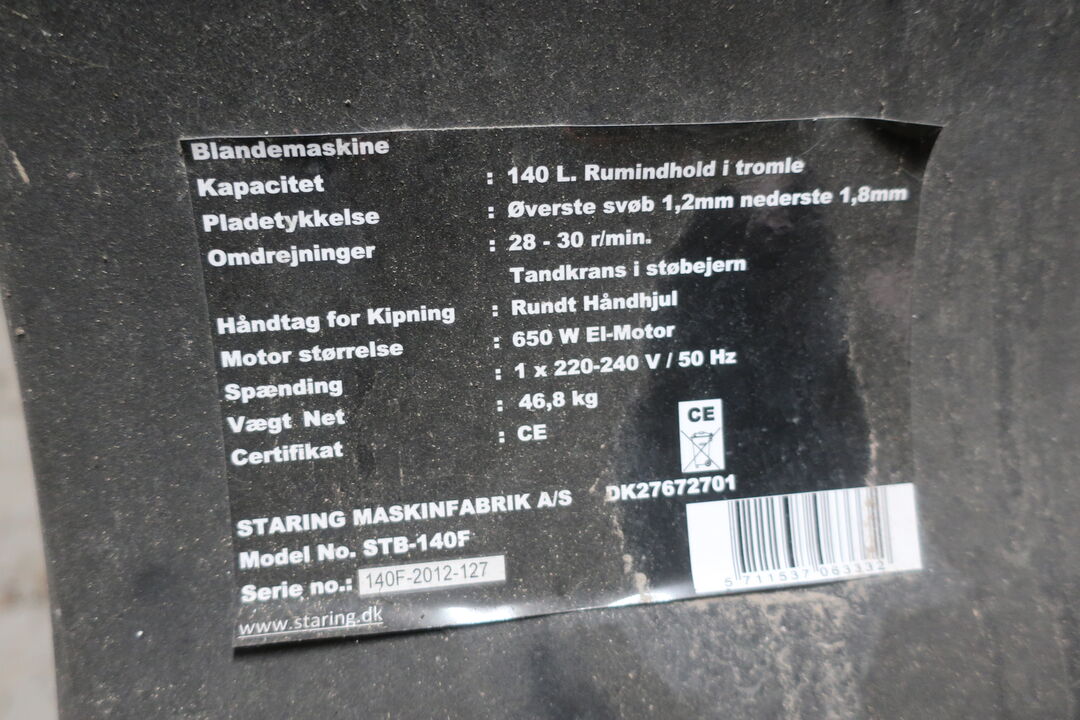 Blandemaskine
Kapacitet : 140 L. Rumindhold i tromle
Pladetykkelse : Øverste svøb 1,2mm nederste 1,8mm
Omdrejninger : 28 - 30 r/min.
Tandkrans i støbejern
Håndtag for Kipning : Rundt Håndhjul
Motor størrelse : 650 W El-Motor
Spænding : 1 x 220-240 V / 50 Hz
Vægt Net : 46,8 kg
Certifikat : CE
CE
STARING MASKINFABRIK A/S DK27672701
Model No. STB-140F
Serie no.: 140F-2012-127
5 711537 063332
www.staring.dk